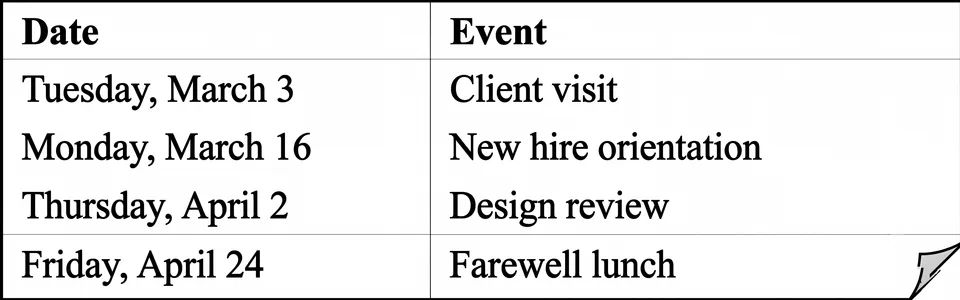 Date Event
Tuesday, March 3 Client visit
Monday, March 16 New hire orientation
Thursday, April 2 Design review
Friday, April 24 Farewell lunch